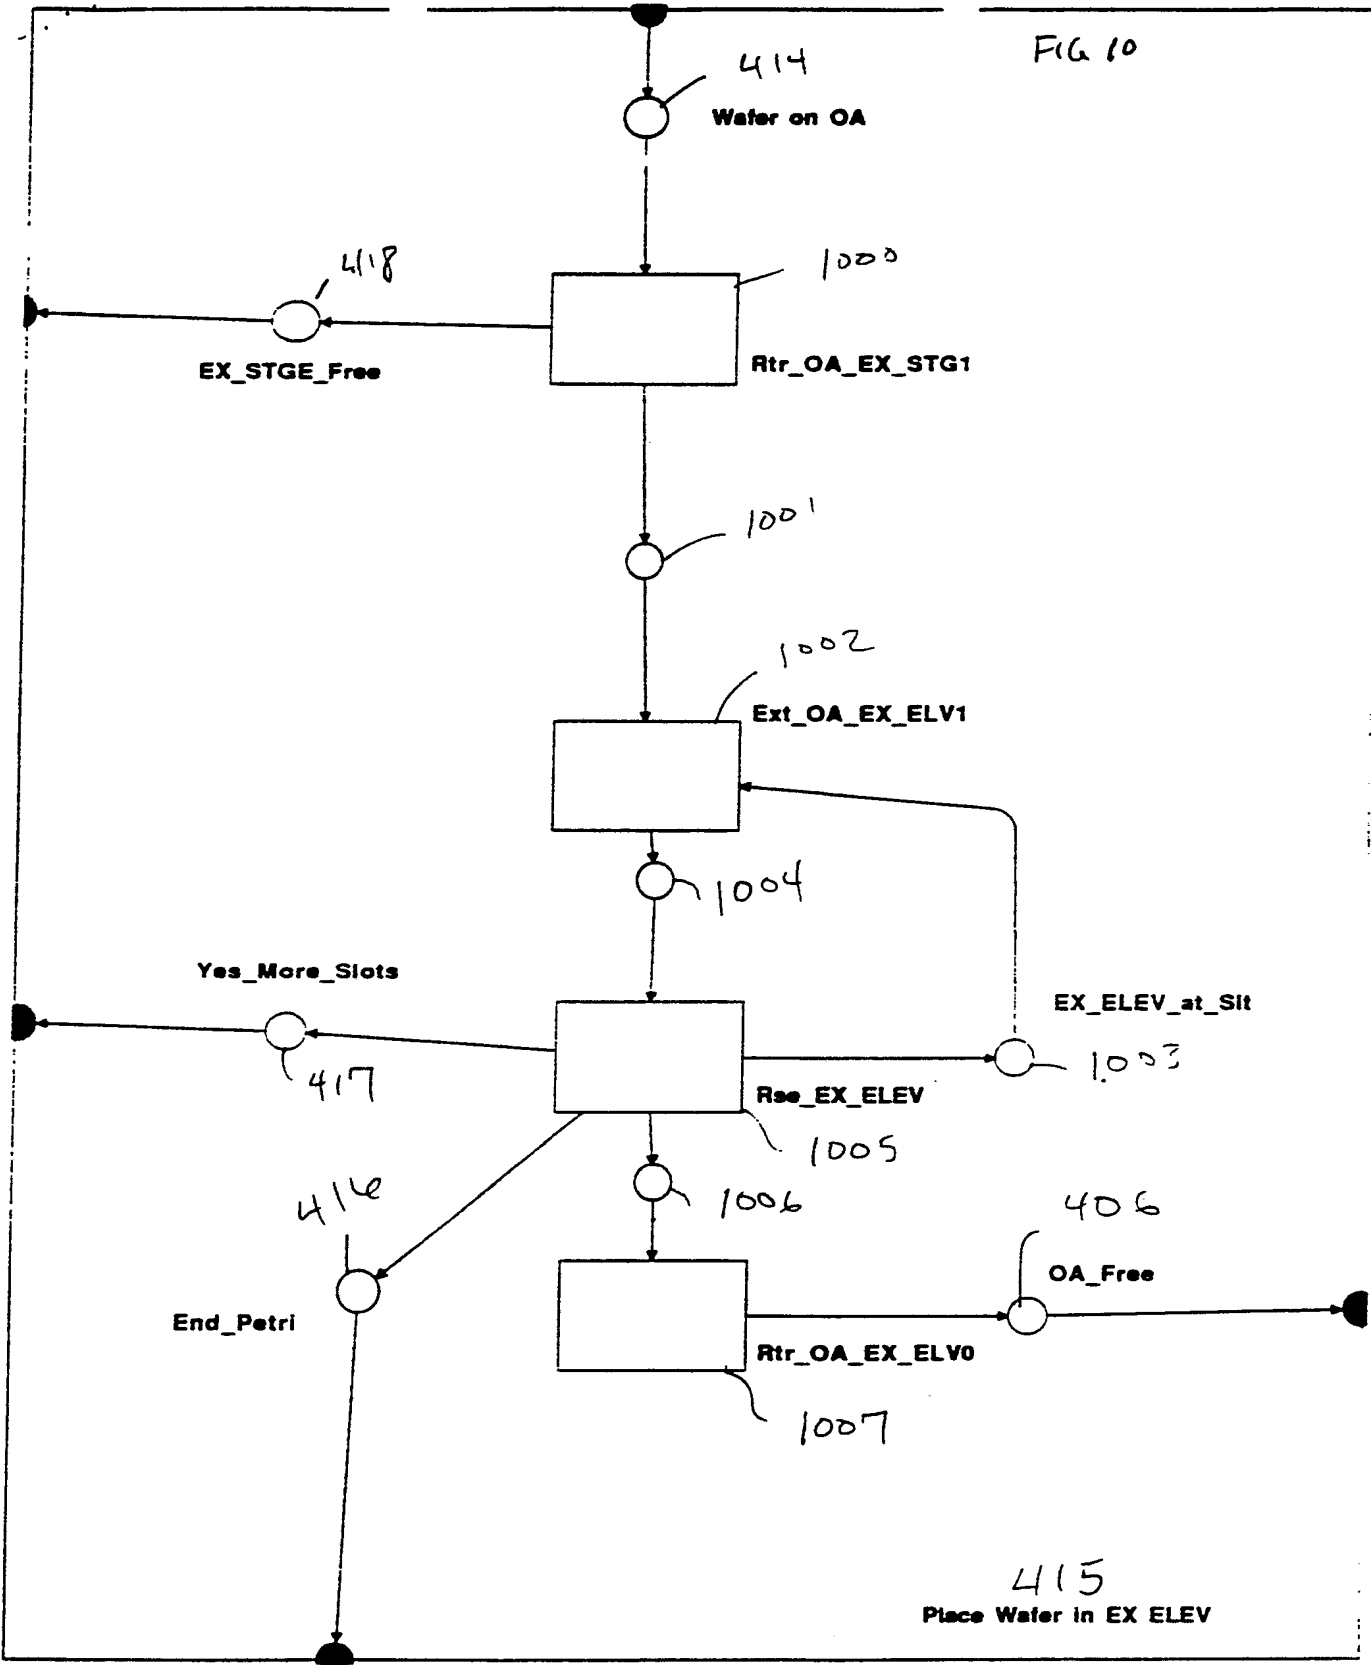 FIG 10
414
Wafer on OA
418
1000
EX_STGE_Free
Rtr_OA_EX_STG1
1001
1002
Ext_OA_EX_ELV1
1004
Yes_More_Slots
EX_ELEV_at_Slt
417
1003
Rse_EX_ELEV
1005
416
1006
406
OA_Free
End_Petri
Rtr_OA_EX_ELV0
1007
415
Place Wafer in EX ELEV